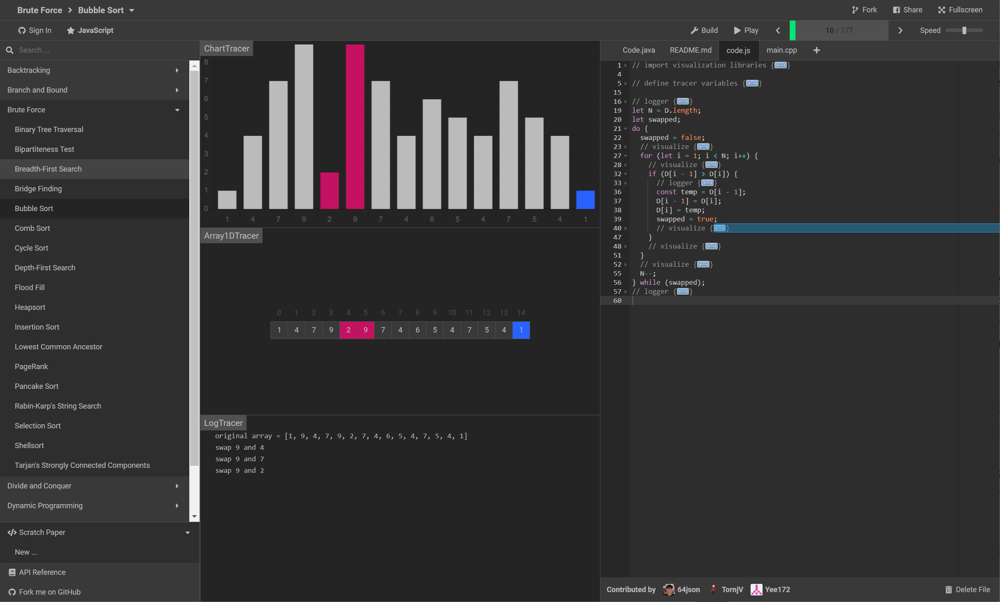 Brute Force Bubble Sort
Fork Share Fullscreen
Sign In JavaScript
Build Play 10 / 177 Speed
Search ...
Backtracking
Branch and Bound
Brute Force
Binary Tree Traversal
Bipartiteness Test
Breadth-First Search
Bridge Finding
Bubble Sort
Comb Sort
Cycle Sort
Depth-First Search
Flood Fill
Heapsort
Insertion Sort
Lowest Common Ancestor
PageRank
Pancake Sort
Rabin-Karp's String Search
Selection Sort
Shellsort
Tarjan's Strongly Connected Components
Divide and Conquer
Dynamic Programming
</> Scratch Paper
New ...
API Reference
Fork me on GitHub
ChartTracer
8
7
6
5
4
3
2
1
0
1 4 7 9 2 9 7 4 6 5 4 7 5 4 1
Array1DTracer
0 1 2 3 4 5 6 7 8 9 10 11 12 13 14
1 4 7 9 2 9 7 4 6 5 4 7 5 4 1
LogTracer
original array = [1, 9, 4, 7, 9, 2, 7, 4, 6, 5, 4, 7, 5, 4, 1]
swap 9 and 4
swap 9 and 7
swap 9 and 2
Code.java README.md code.js main.cpp +
1 // import visualization libraries {}
4
5 // define tracer variables {}
15
16 // logger {}
19 let N = D.length;
20 let swapped;
21 do {
22 swapped = false;
23 // visualize {}
27 for (let i = 1; i < N; i++) {
28 // visualize {}
32 if (D[i - 1] > D[i]) {
33 // logger {}
36 const temp = D[i - 1];
37 D[i - 1] = D[i];
38 D[i] = temp;
39 swapped = true;
40 // visualize {}
47 }
48 // visualize {}
51 }
52 // visualize {}
55 N--;
56 } while (swapped);
57 // logger {}
60
Contributed by 64json TornjV Yee172
Delete File